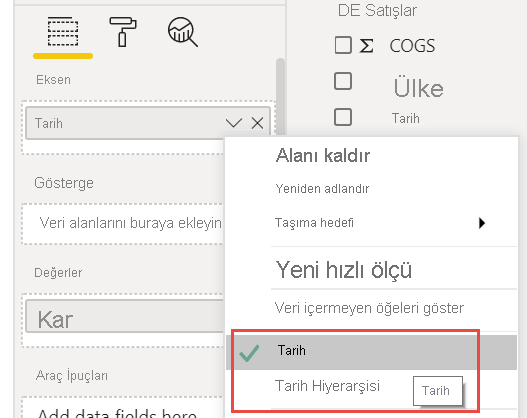 DE Satışlar
COGS
Ülke
Tarih
Eksen
Tarih
Gösterge
Veri alanlarını buraya ekleyin
Değerler
Kar
Araç İpuçları
Add data fields here
Alanı kaldır
Yeniden adlandır
Taşıma hedefi
Yeni hızlı ölçü
Veri içermeyen öğeleri göster
Tarih
Tarih Hiyerarşisi
Tarih